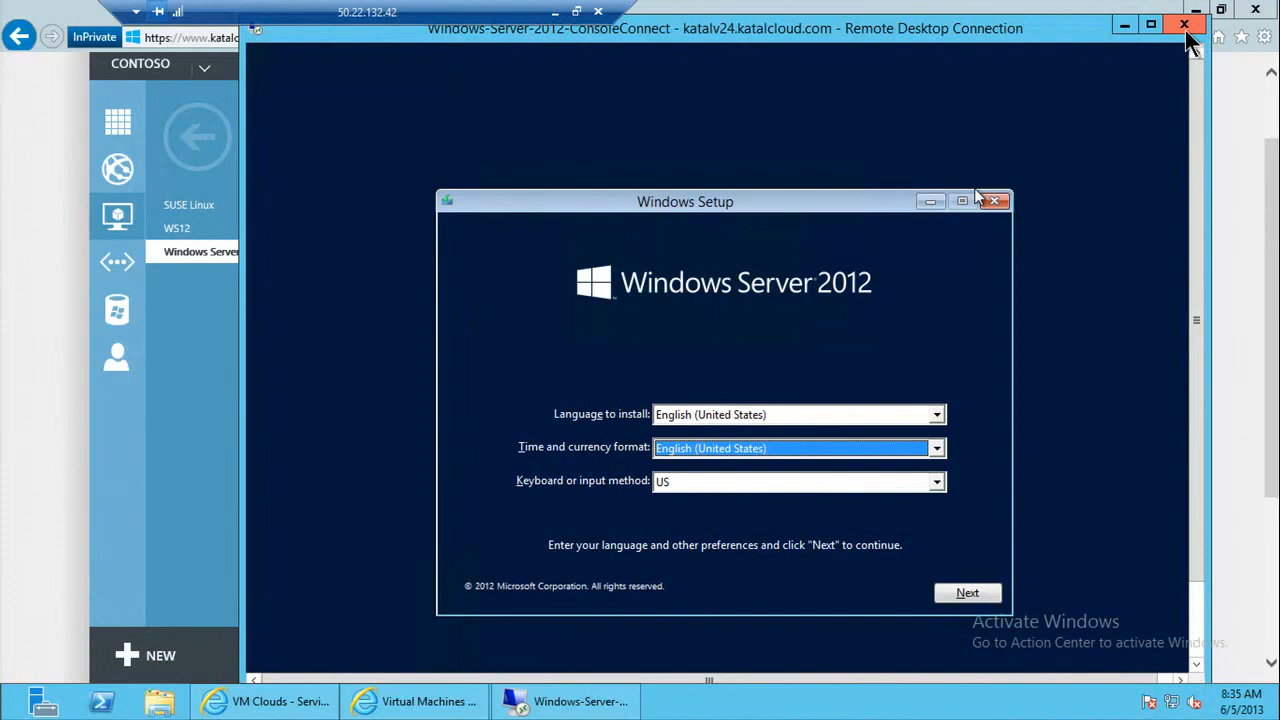 50.22.132.42
Windows-Server-2012-ConsoleConnect - katalv24.katalcloud.com - Remote Desktop Connection
InPrivate
https://www.katalc
CONTOSO
SUSE Linux
WS12
Windows Server
Windows Setup
Windows Server 2012
Language to install: English (United States)
Time and currency format: English (United States)
Keyboard or input method: US
Enter your language and other preferences and click "Next" to continue.
© 2012 Microsoft Corporation. All rights reserved.
Next
Activate Windows
Go to Action Center to activate Windows.
NEW
VM Clouds - Servi...
Virtual Machines ...
Windows-Server-...
8:35 AM
6/5/2013